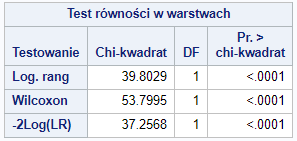 Test równości w warstwach
Testowanie Chi-kwadrat DF Pr. > chi-kwadrat
Log. rang 39.8029 1 <.0001
Wilcoxon 53.7995 1 <.0001
-2Log(LR) 37.2568 1 <.0001